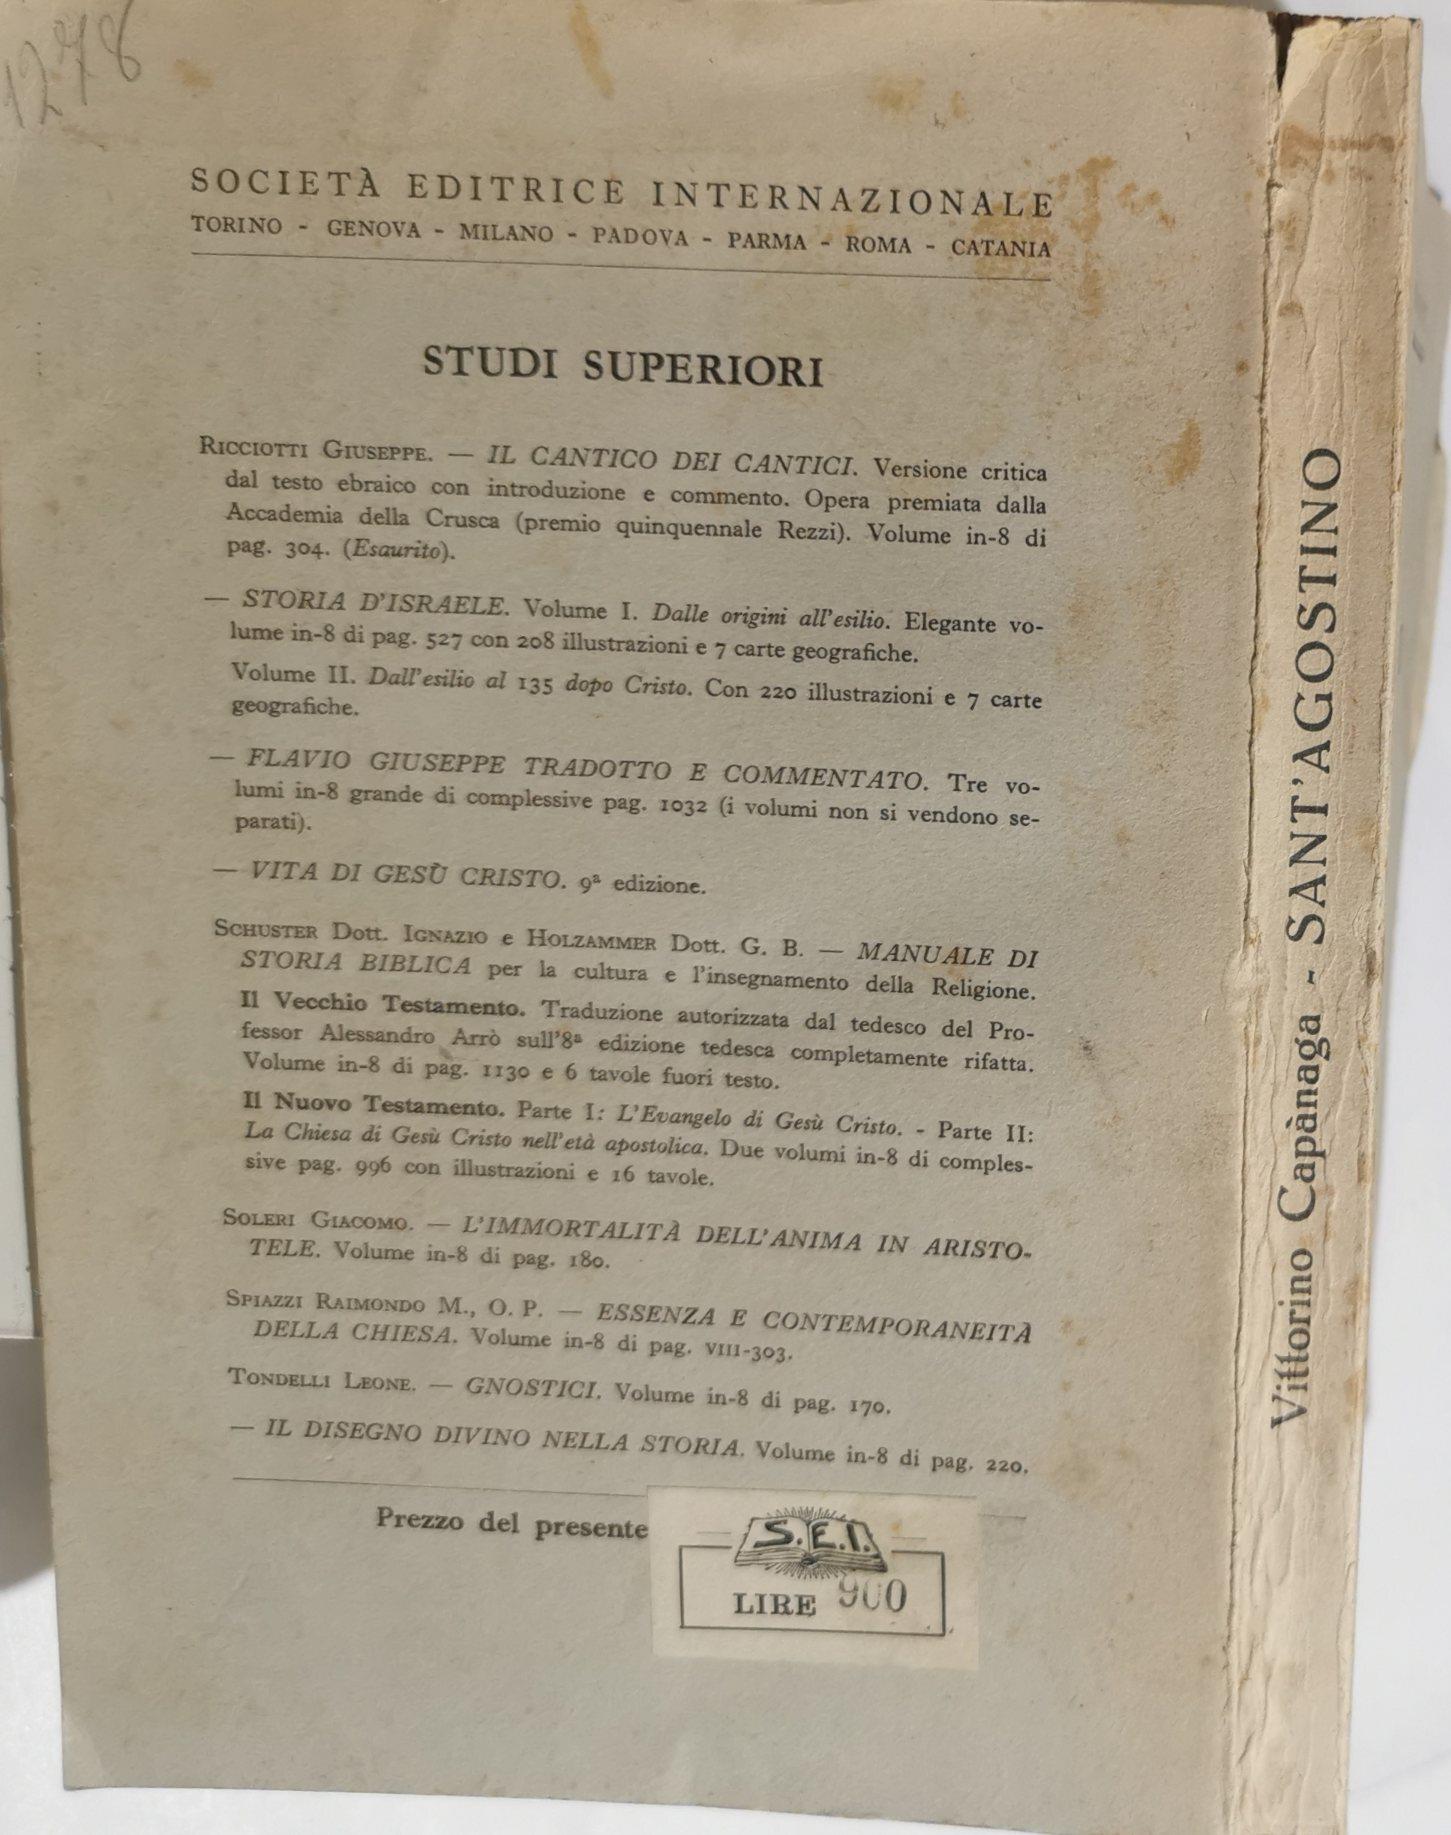 1278
SOCIETÀ EDITRICE INTERNAZIONALE
TORINO - GENOVA - MILANO - PADOVA - PARMA - ROMA - CATANIA
STUDI SUPERIORI
RICCIOTTI GIUSEPPE. — IL CANTICO DEI CANTICI. Versione critica
dal testo ebraico con introduzione e commento. Opera premiata dalla
Accademia della Crusca (premio quinquennale Rezzi). Volume in-8 di
pag. 304. (Esaurito).
— STORIA D'ISRAELE. Volume I. Dalle origini all'esilio. Elegante vo-
lume in-8 di pag. 527 con 208 illustrazioni e 7 carte geografiche.
Volume II. Dall'esilio al 135 dopo Cristo. Con 220 illustrazioni e 7 carte
geografiche.
— FLAVIO GIUSEPPE TRADOTTO E COMMENTATO. Tre vo-
lumi in-8 grande di complessive pag. 1032 (i volumi non si vendono se-
parati).
— VITA DI GESÙ CRISTO. 9ª edizione.
SCHUSTER Dott. IGNAZIO e HOLZAMMER Dott. G. B. — MANUALE DI
STORIA BIBLICA per la cultura e l'insegnamento della Religione.
Il Vecchio Testamento. Traduzione autorizzata dal tedesco del Pro-
fessor Alessandro Arrò sull'8ª edizione tedesca completamente rifatta.
Volume in-8 di pag. 1130 e 6 tavole fuori testo.
Il Nuovo Testamento. Parte I: L'Evangelo di Gesù Cristo. - Parte II:
La Chiesa di Gesù Cristo nell'età apostolica. Due volumi in-8 di comples-
sive pag. 996 con illustrazioni e 16 tavole.
SOLERI GIACOMO. — L'IMMORTALITÀ DELL'ANIMA IN ARISTO-
TELE. Volume in-8 di pag. 180.
SPIAZZI RAIMONDO M., O. P. — ESSENZA E CONTEMPORANEITÀ
DELLA CHIESA. Volume in-8 di pag. VIII-303.
TONDELLI LEONE. — GNOSTICI. Volume in-8 di pag. 170.
— IL DISEGNO DIVINO NELLA STORIA. Volume in-8 di pag. 220.
Prezzo del presente
S.E.I.
LIRE 900
Vittorino Capànaga - SANT'AGOSTINO